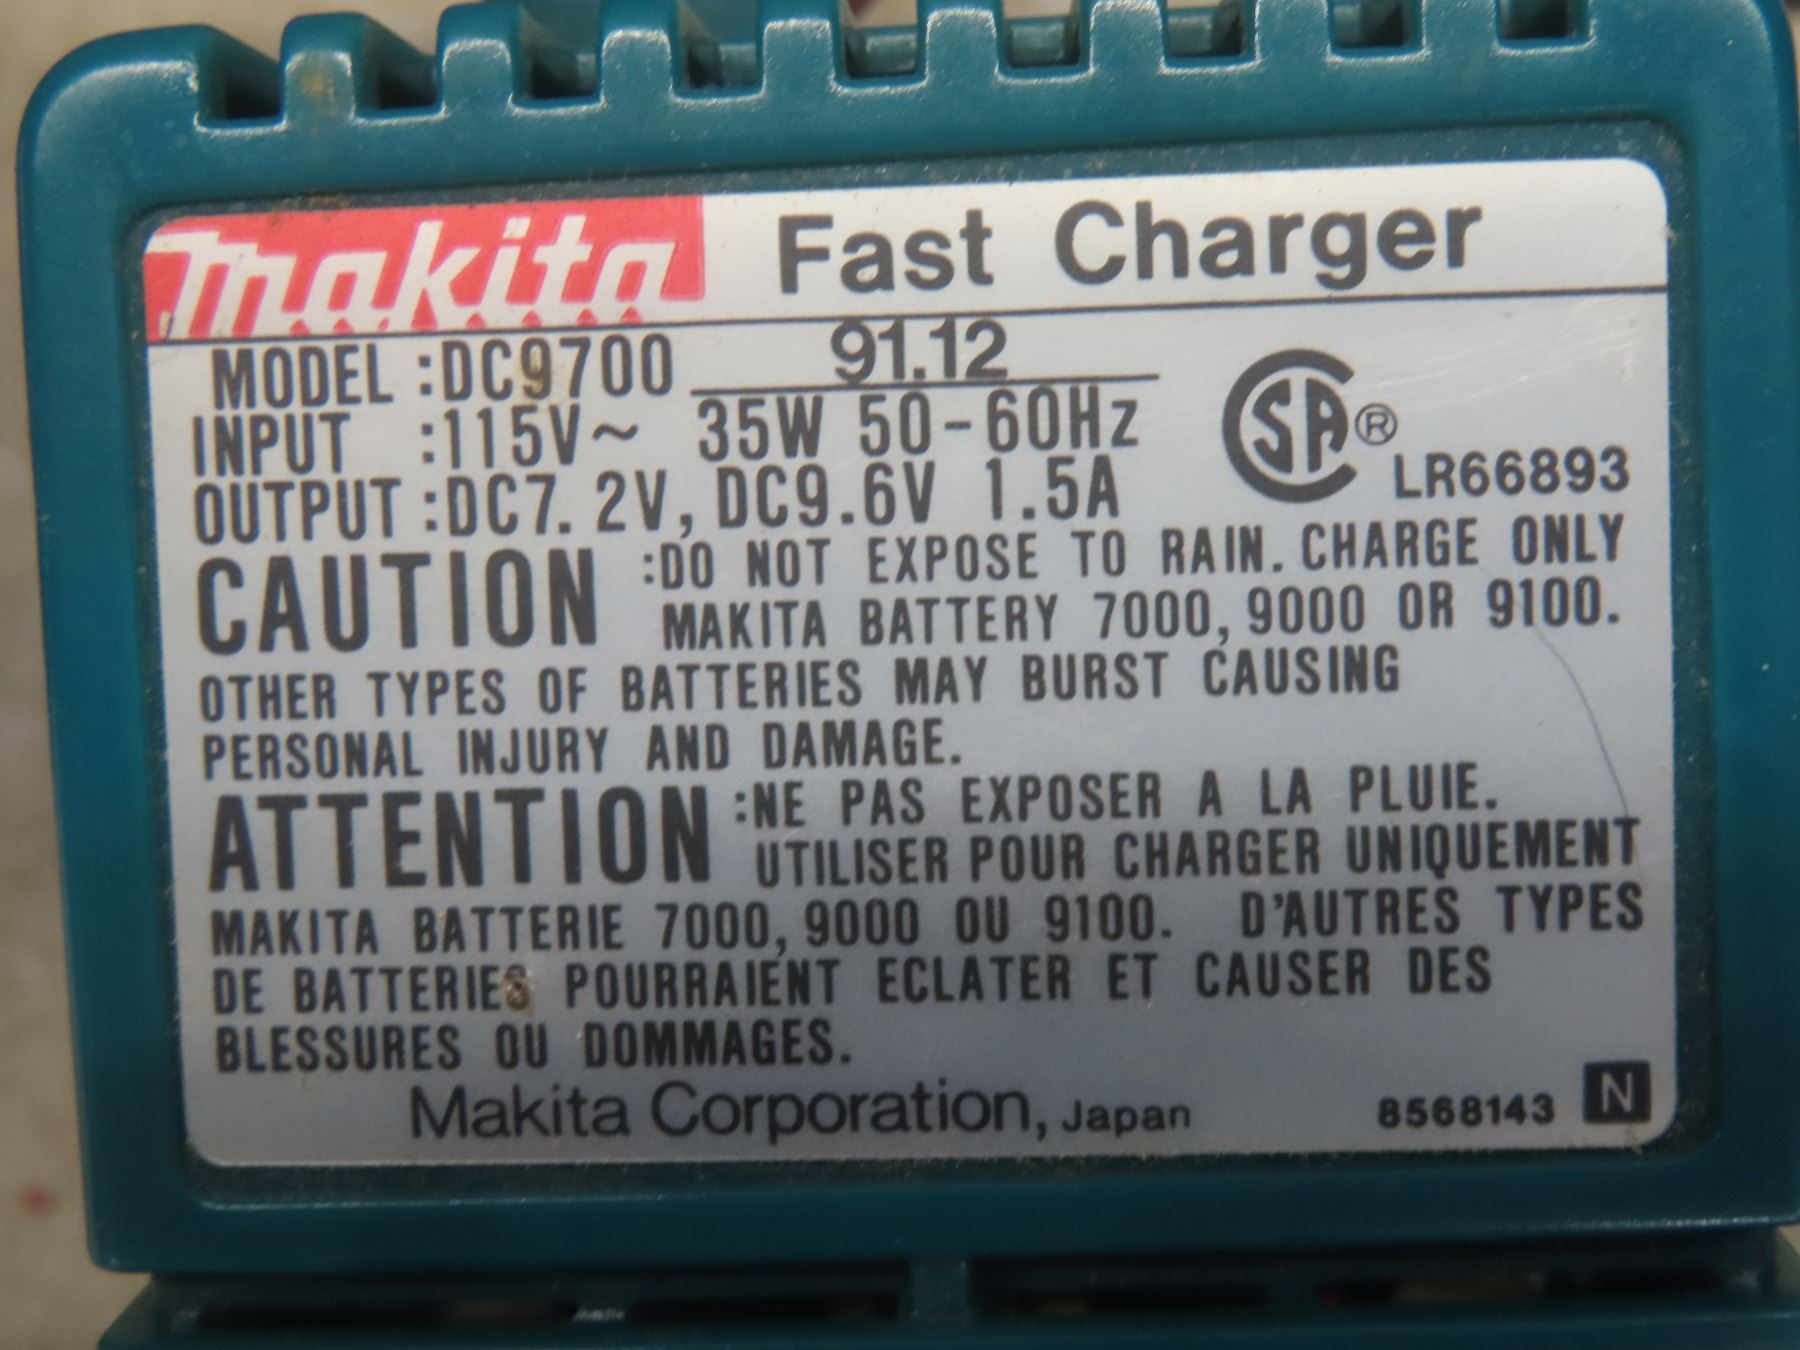 makita Fast Charger
MODEL :DC9700 91.12
INPUT :115V~ 35W 50-60Hz
OUTPUT :DC7.2V, DC9.6V 1.5A
SA® LR66893
CAUTION :DO NOT EXPOSE TO RAIN. CHARGE ONLY
MAKITA BATTERY 7000, 9000 OR 9100.
OTHER TYPES OF BATTERIES MAY BURST CAUSING
PERSONAL INJURY AND DAMAGE.
ATTENTION :NE PAS EXPOSER A LA PLUIE.
UTILISER POUR CHARGER UNIQUEMENT
MAKITA BATTERIE 7000, 9000 OU 9100. D'AUTRES TYPES
DE BATTERIES POURRAIENT ECLATER ET CAUSER DES
BLESSURES OU DOMMAGES.
Makita Corporation, Japan 8568143 N